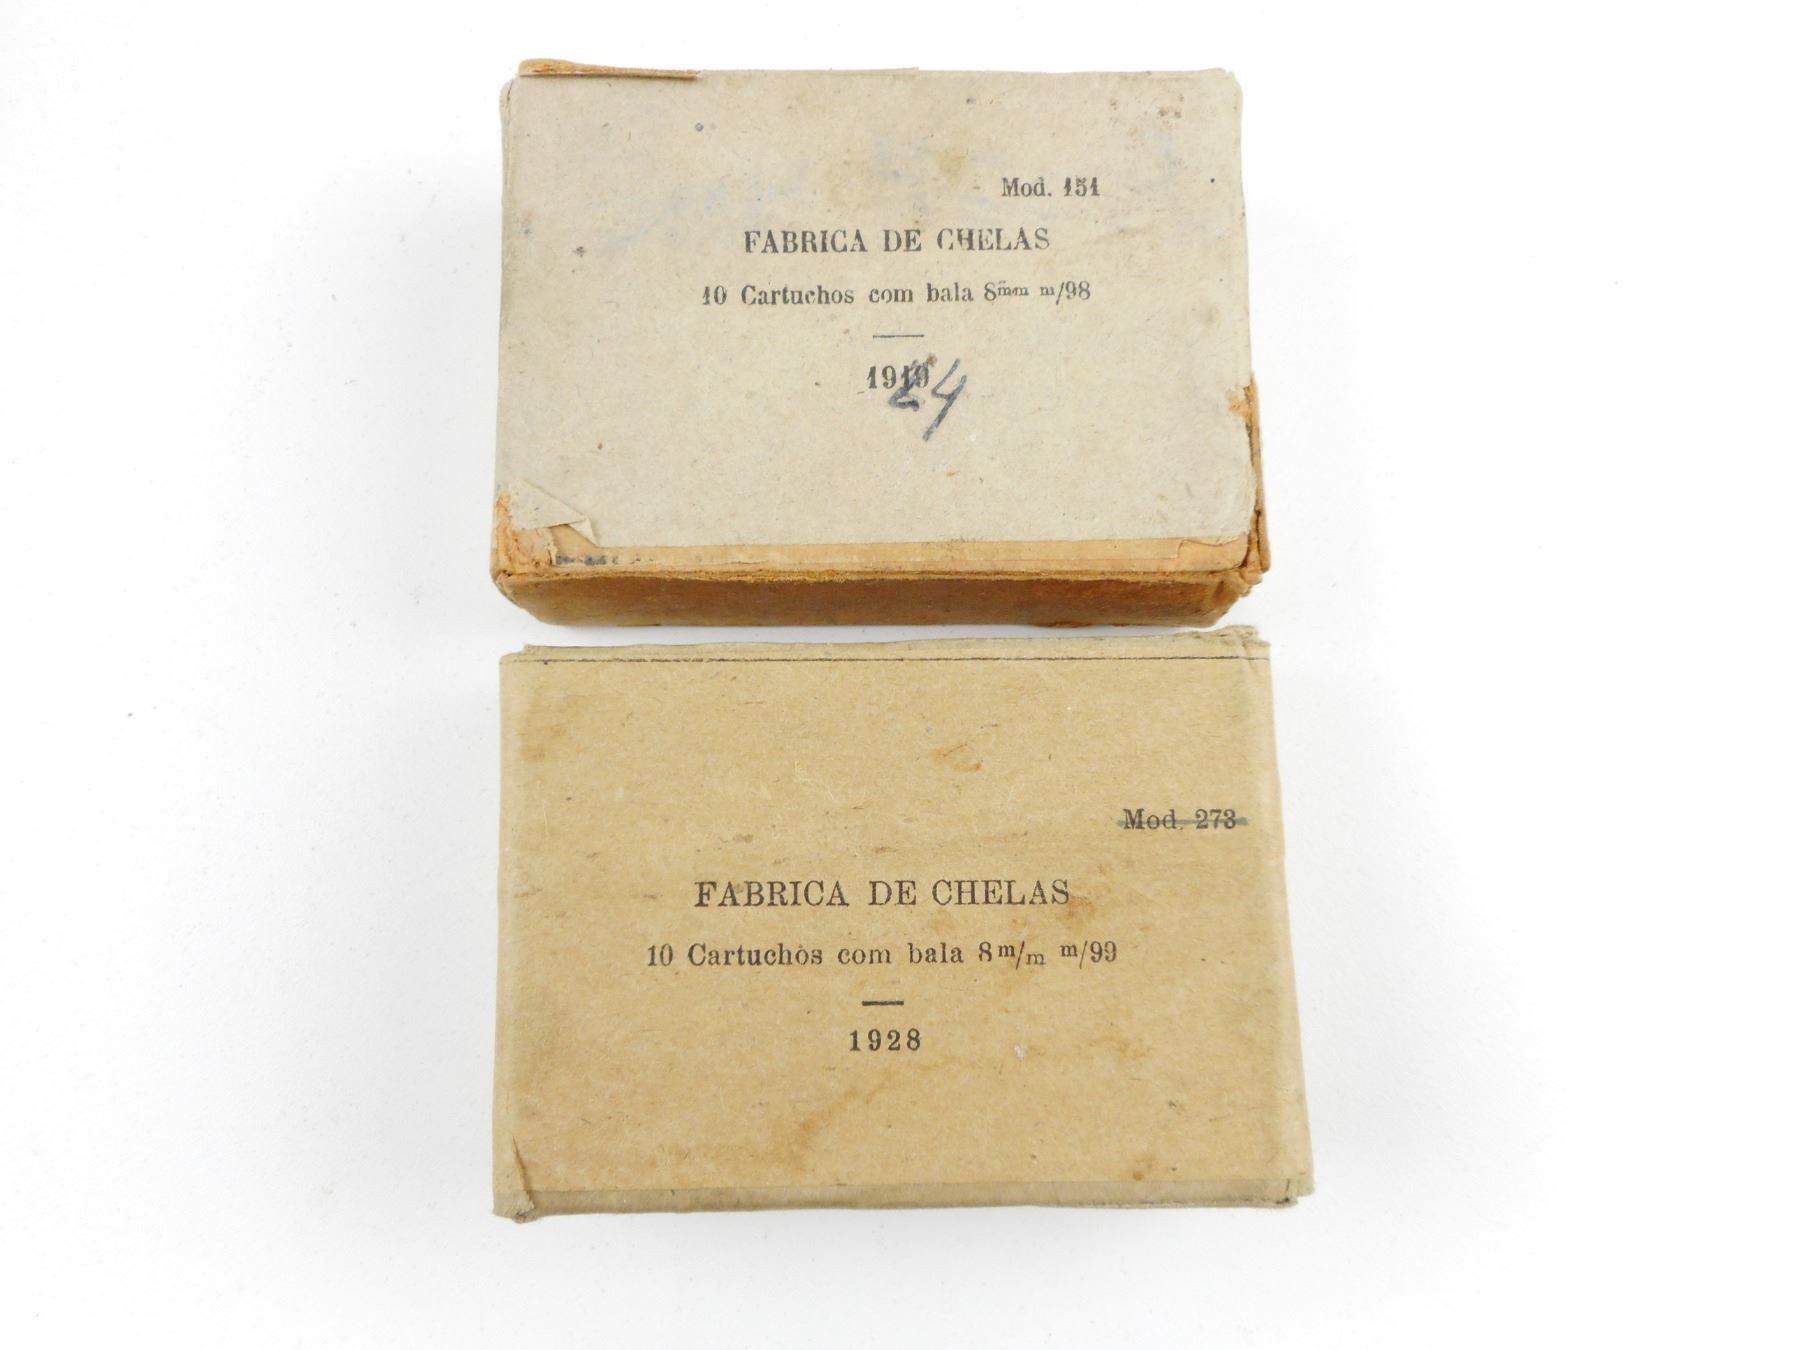 Mod. 151
FABRICA DE CHELAS
10 Cartuchos com bala 8mm m/98
1919
24
Mod. 273
FABRICA DE CHELAS
10 Cartuchos com bala 8 m/m m/99
1928